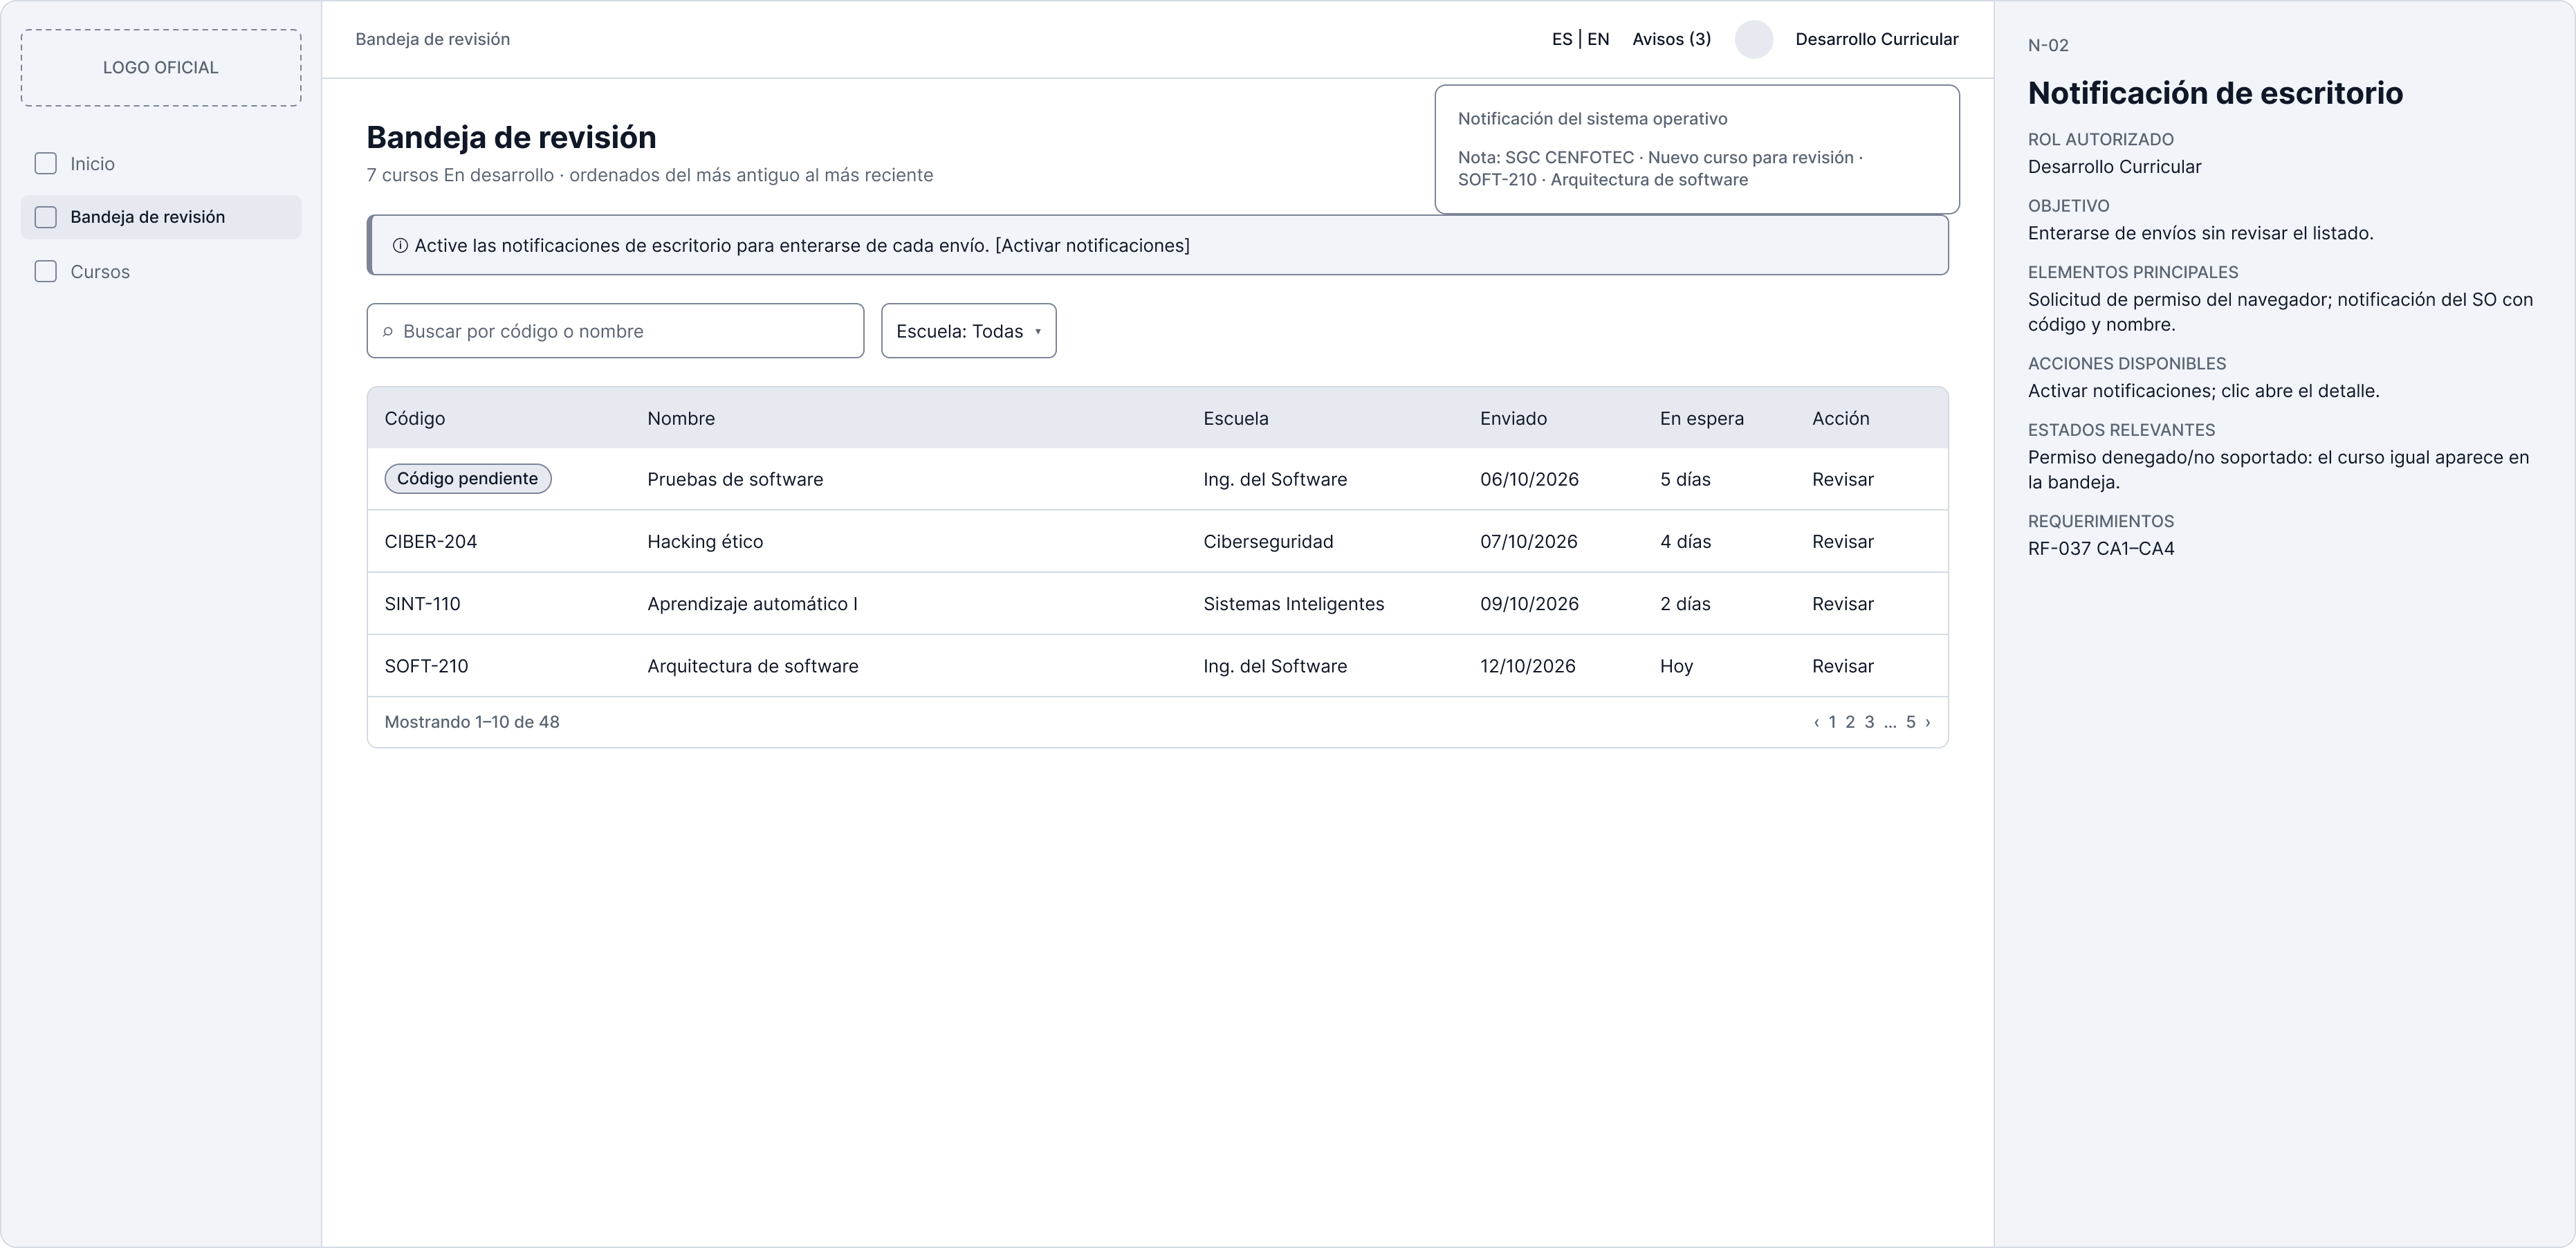 LOGO OFICIAL
Inicio
Bandeja de revisión
Cursos
Bandeja de revisión
ES | EN
Avisos (3)
Desarrollo Curricular
Notificación del sistema operativo
Nota: SGC CENFOTEC · Nuevo curso para revisión ·
SOFT-210 · Arquitectura de software
Bandeja de revisión
7 cursos En desarrollo · ordenados del más antiguo al más reciente
ⓘ Active las notificaciones de escritorio para enterarse de cada envío. [Activar notificaciones]
⌕ Buscar por código o nombre
Escuela: Todas ▾
Código Nombre Escuela Enviado En espera Acción
Código pendiente Pruebas de software Ing. del Software 06/10/2026 5 días Revisar
CIBER-204 Hacking ético Ciberseguridad 07/10/2026 4 días Revisar
SINT-110 Aprendizaje automático I Sistemas Inteligentes 09/10/2026 2 días Revisar
SOFT-210 Arquitectura de software Ing. del Software 12/10/2026 Hoy Revisar
Mostrando 1–10 de 48 ‹ 1 2 3 … 5 ›
N-02
Notificación de escritorio
ROL AUTORIZADO
Desarrollo Curricular
OBJETIVO
Enterarse de envíos sin revisar el listado.
ELEMENTOS PRINCIPALES
Solicitud de permiso del navegador; notificación del SO con
código y nombre.
ACCIONES DISPONIBLES
Activar notificaciones; clic abre el detalle.
ESTADOS RELEVANTES
Permiso denegado/no soportado: el curso igual aparece en
la bandeja.
REQUERIMIENTOS
RF-037 CA1–CA4